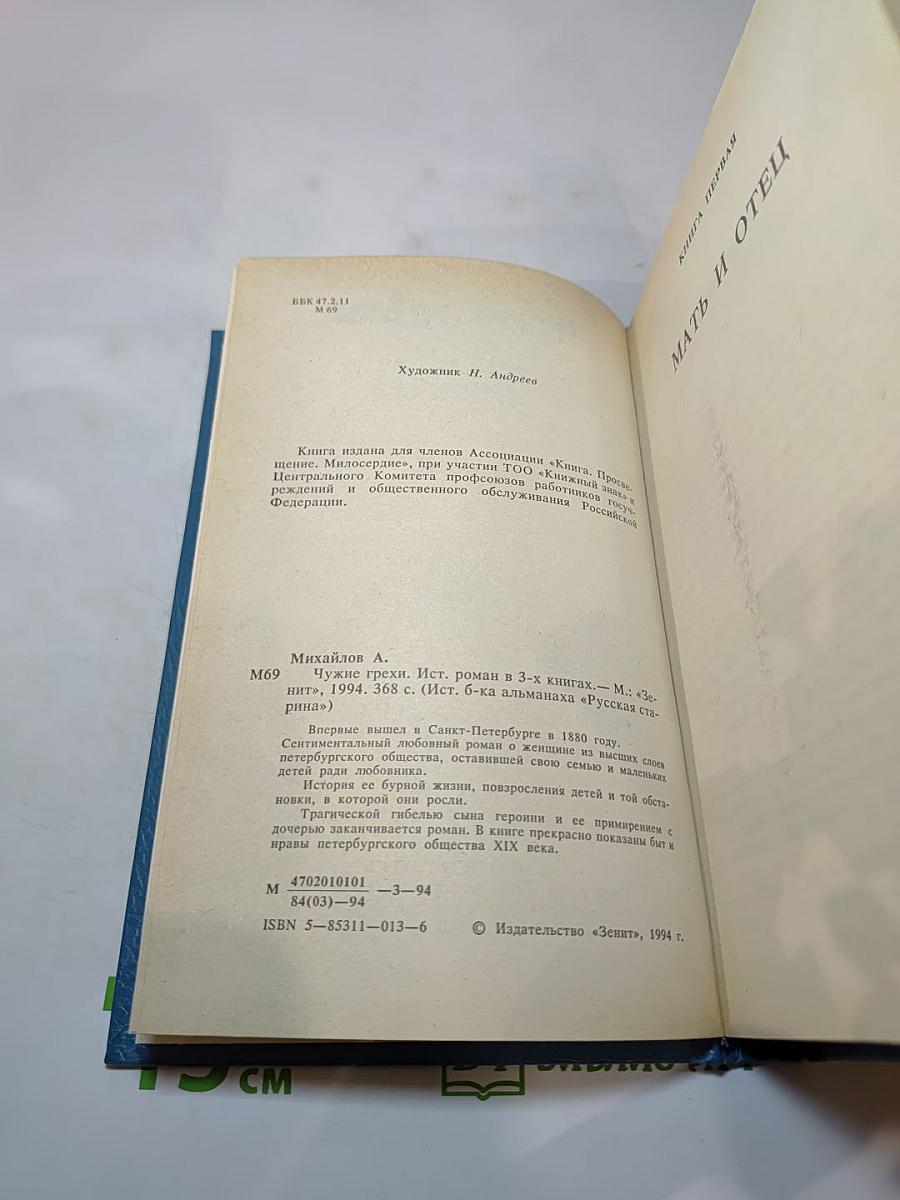 ББК 47.2.11
М 69
Художник Н. Андреев
Книга издана для членов Ассоциации «Книга. Просве-
щение. Милосердие», при участии ТОО «Книжный знак» и
Центрального Комитета профсоюзов работников госуч-
реждений и общественного обслуживания Российской
Федерации.
Михайлов А.
М69 Чужие грехи. Ист. роман в 3-х книгах.— М.: «Зе-
нит», 1994. 368 с. (Ист. б-ка альманаха «Русская ста-
рина»)
Впервые вышел в Санкт-Петербурге в 1880 году.
Сентиментальный любовный роман о женщине из высших слоев
петербургского общества, оставившей свою семью и маленьких
детей ради любовника.
История ее бурной жизни, повзросления детей и той обста-
новки, в которой они росли.
Трагической гибелью сына героини и ее примирением с
дочерью заканчивается роман. В книге прекрасно показаны быт и
нравы петербургского общества XIX века.
М 4702010101 —3—94
84(03)—94
ISBN 5—85311—013—6 © Издательство «Зенит», 1994 г.
КНИГА ПЕРВАЯ
МАТЬ И ОТЕЦ
см